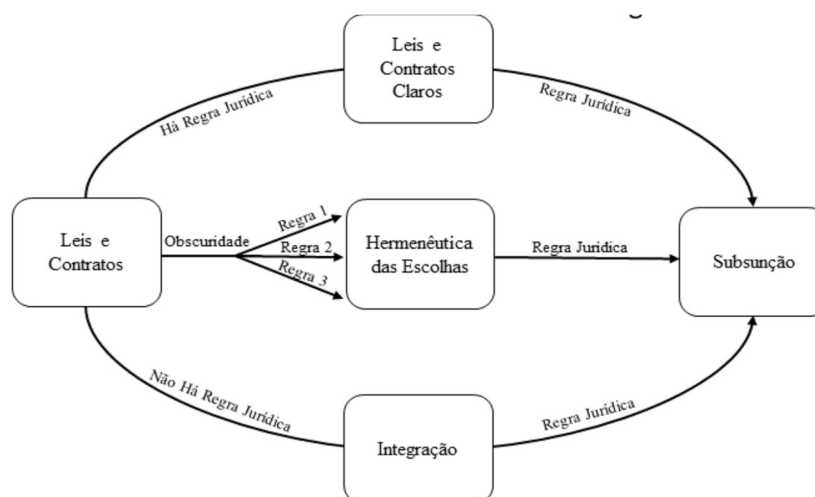 Leis e
Contratos
Claros
Há Regra Jurídica
Regra Jurídica
Leis e
Contratos
Obscuridade
Regra 1
Regra 2
Regra 3
Hermenêutica
das Escolhas
Regra Jurídica
Subsunção
Não Há Regra Jurídica
Integração
Regra Jurídica